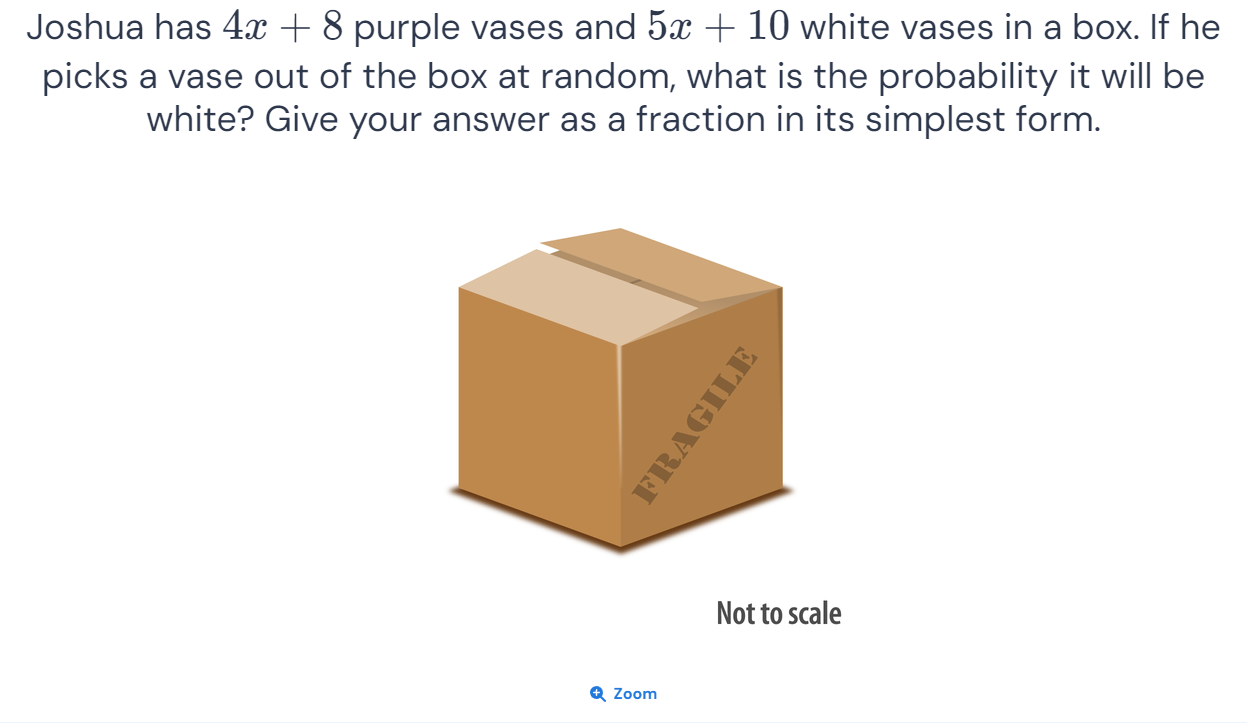 Joshua has 4x + 8 purple vases and 5x + 10 white vases in a box. If he
picks a vase out of the box at random, what is the probability it will be
white? Give your answer as a fraction in its simplest form.
FRAGILE
Not to scale
Zoom